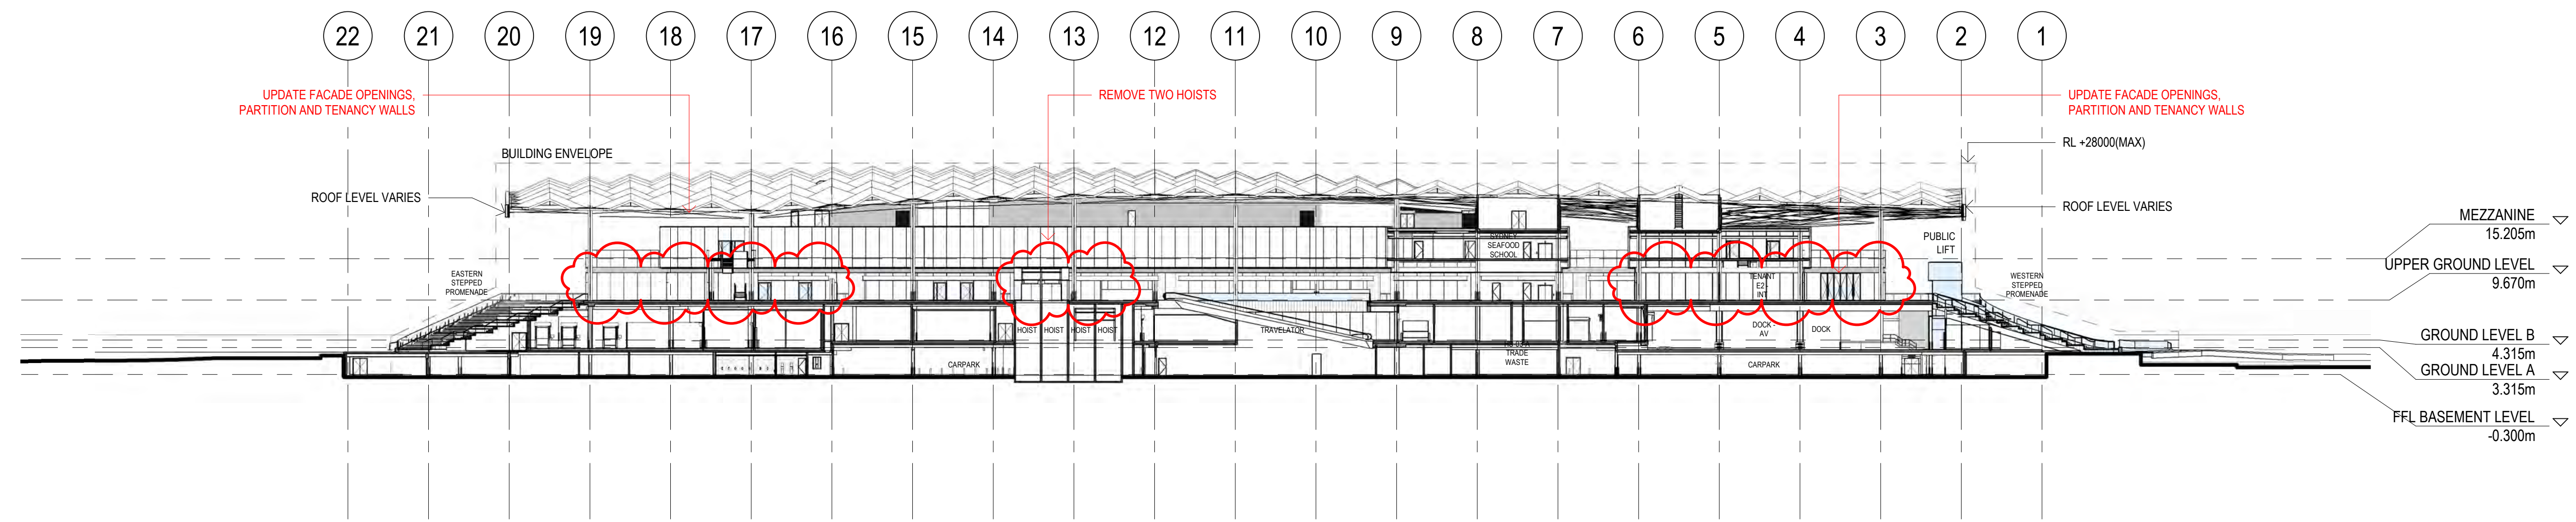 22 21 20 19 18 17 16 15 14 13 12 11 10 9 8 7 6 5 4 3 2 1
UPDATE FACADE OPENINGS,
PARTITION AND TENANCY WALLS
REMOVE TWO HOISTS
UPDATE FACADE OPENINGS,
PARTITION AND TENANCY WALLS
BUILDING ENVELOPE
RL +28000(MAX)
ROOF LEVEL VARIES
ROOF LEVEL VARIES
MEZZANINE
15.205m
UPPER GROUND LEVEL
9.670m
GROUND LEVEL B
4.315m
GROUND LEVEL A
3.315m
FFL BASEMENT LEVEL
-0.300m
EASTERN
STEPPED
PROMENADE
SYDNEY
SEAFOOD
SCHOOL
PUBLIC
LIFT
WESTERN
STEPPED
PROMENADE
TENANT
E2 -
INT
HOIST HOIST HOIST HOIST
TRAVELATOR
DOCK -
AV
DOCK
TRADE
WASTE
CARPARK
CARPARK